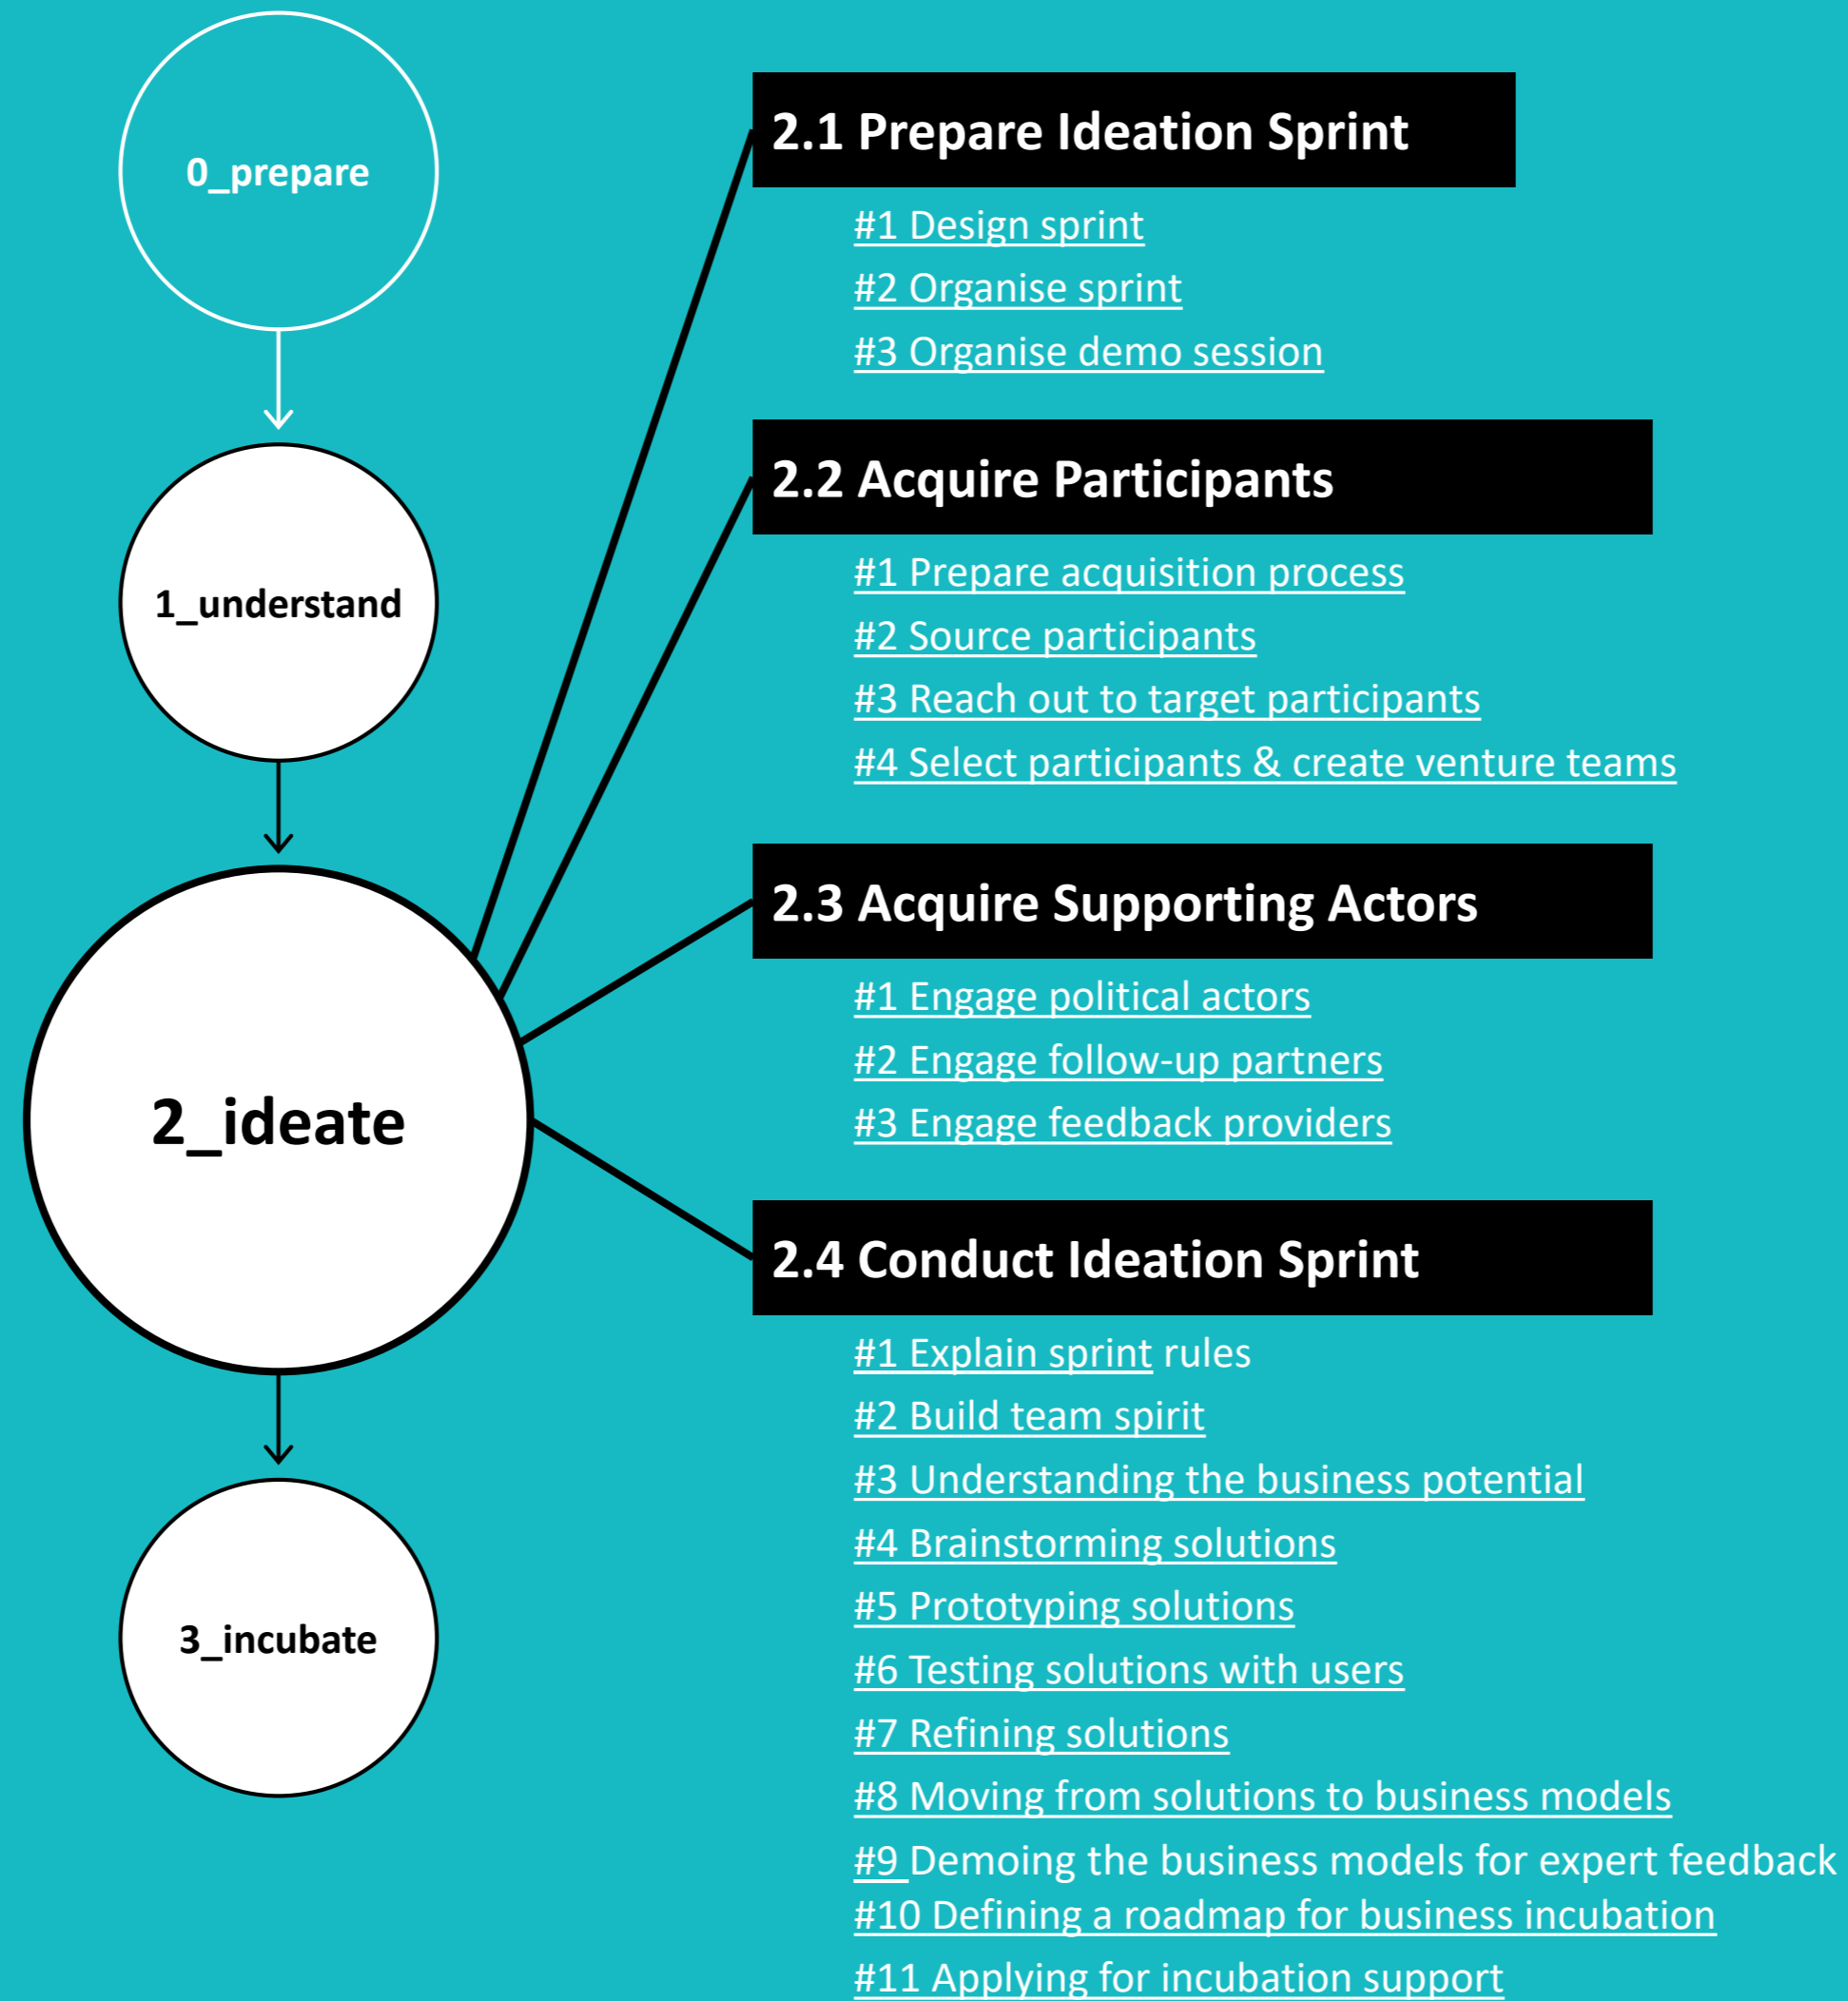 0_prepare
1_understand
2_ideate
3_incubate
2.1 Prepare Ideation Sprint
#1 Design sprint
#2 Organise sprint
#3 Organise demo session
2.2 Acquire Participants
#1 Prepare acquisition process
#2 Source participants
#3 Reach out to target participants
#4 Select participants & create venture teams
2.3 Acquire Supporting Actors
#1 Engage political actors
#2 Engage follow-up partners
#3 Engage feedback providers
2.4 Conduct Ideation Sprint
#1 Explain sprint rules
#2 Build team spirit
#3 Understanding the business potential
#4 Brainstorming solutions
#5 Prototyping solutions
#6 Testing solutions with users
#7 Refining solutions
#8 Moving from solutions to business models
#9 Demoing the business models for expert feedback
#10 Defining a roadmap for business incubation
#11 Applying for incubation support